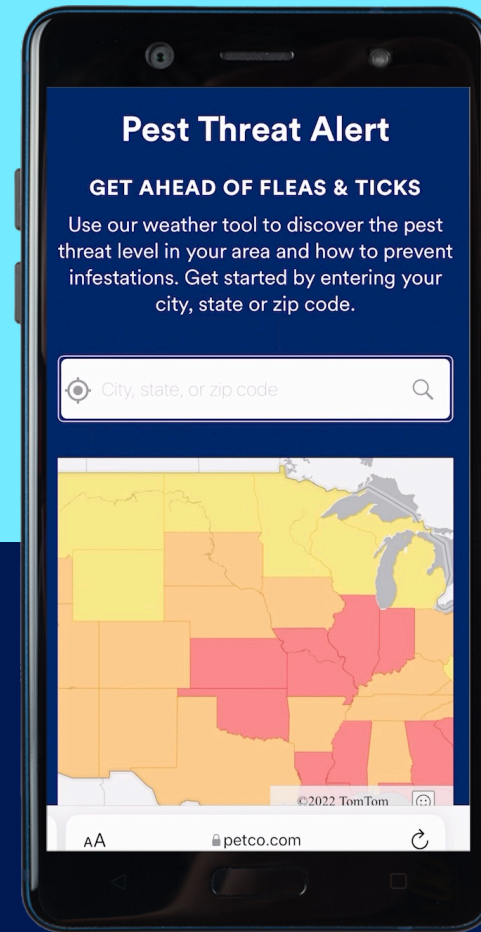 Pest Threat Alert
GET AHEAD OF FLEAS & TICKS
Use our weather tool to discover the pest
threat level in your area and how to prevent
infestations. Get started by entering your
city, state or zip code.
City, state, or zip code
©2022 TomTom
AA
petco.com